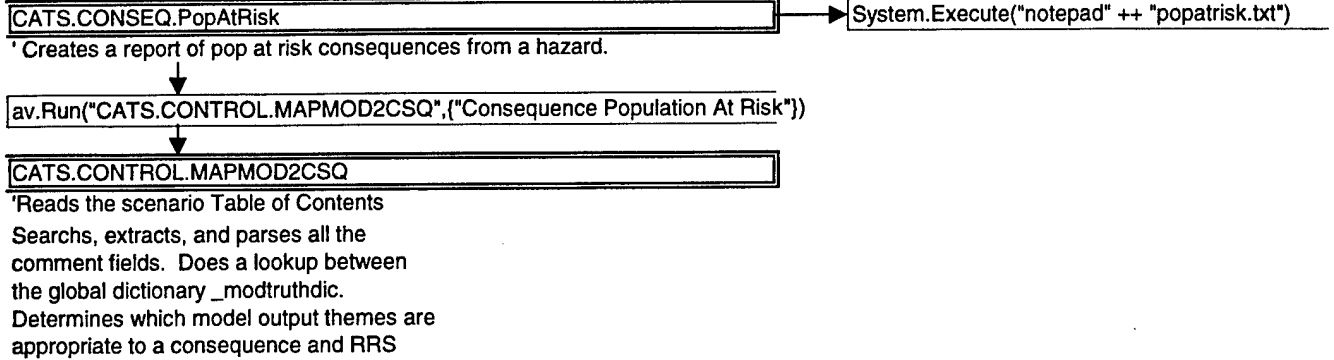 CATS.CONSEQ.PopAtRisk
System.Execute("notepad" ++ "popatrisk.txt")
' Creates a report of pop at risk consequences from a hazard.
av.Run("CATS.CONTROL.MAPMOD2CSQ",{"Consequence Population At Risk"})
CATS.CONTROL.MAPMOD2CSQ
'Reads the scenario Table of Contents
Searchs, extracts, and parses all the
comment fields. Does a lookup between
the global dictionary _modtruthdic.
Determines which model output themes are
appropriate to a consequence and RRS